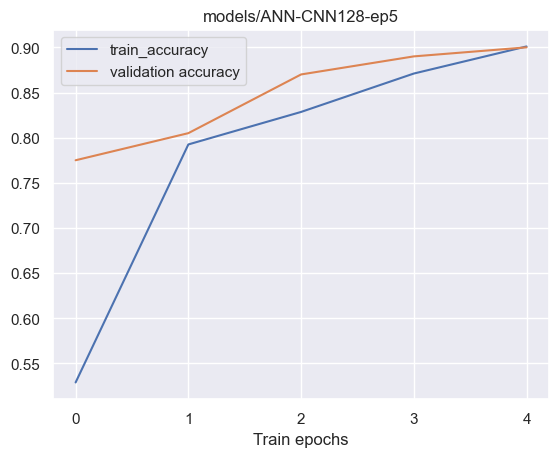 models/ANN-CNN128-ep5
train_accuracy
validation accuracy
0.90
0.85
0.80
0.75
0.70
0.65
0.60
0.55
0 1 2 3 4
Train epochs